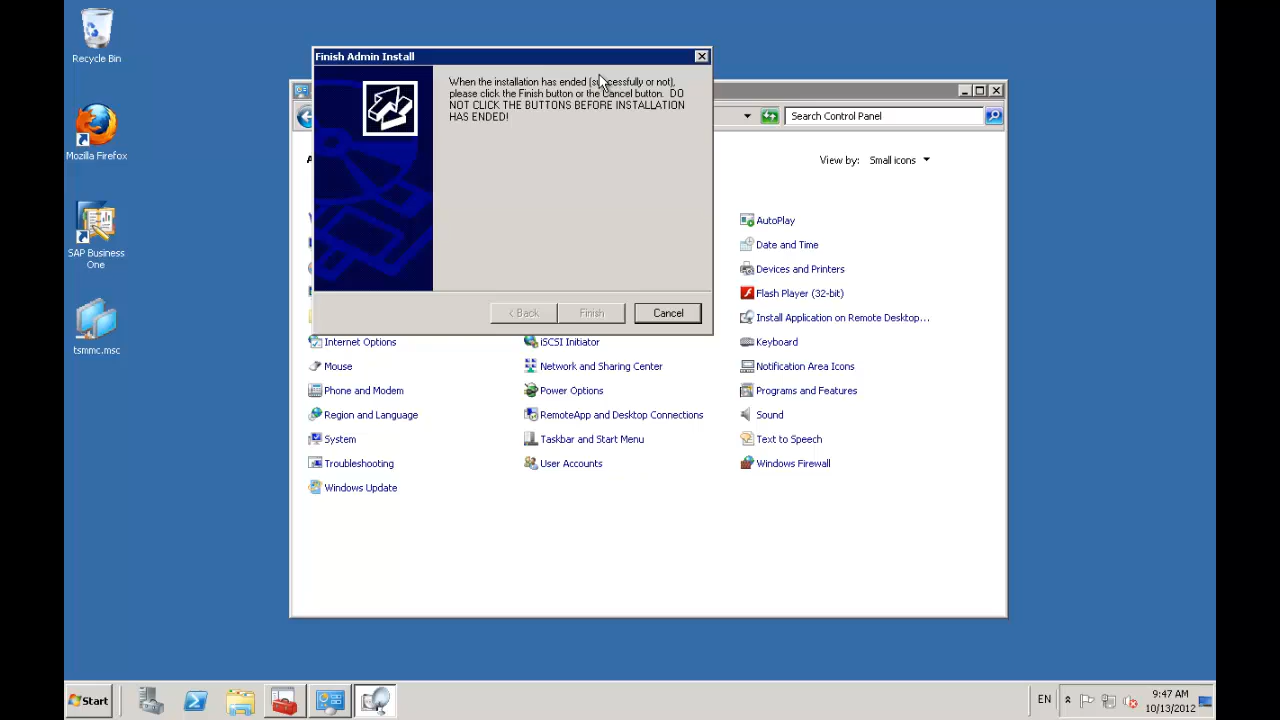 Recycle Bin
Mozilla Firefox
SAP Business
One
tsmmc.msc
Finish Admin Install
When the installation has ended (successfully or not),
please click the Finish button or the Cancel button. DO
NOT CLICK THE BUTTONS BEFORE INSTALLATION
HAS ENDED!
< Back
Finish
Cancel
Search Control Panel
View by: Small icons
AutoPlay
Date and Time
Devices and Printers
Flash Player (32-bit)
Install Application on Remote Desktop...
Internet Options
iSCSI Initiator
Keyboard
Mouse
Network and Sharing Center
Notification Area Icons
Phone and Modem
Power Options
Programs and Features
Region and Language
RemoteApp and Desktop Connections
Sound
System
Taskbar and Start Menu
Text to Speech
Troubleshooting
User Accounts
Windows Firewall
Windows Update
Start
EN
9:47 AM
10/13/2012